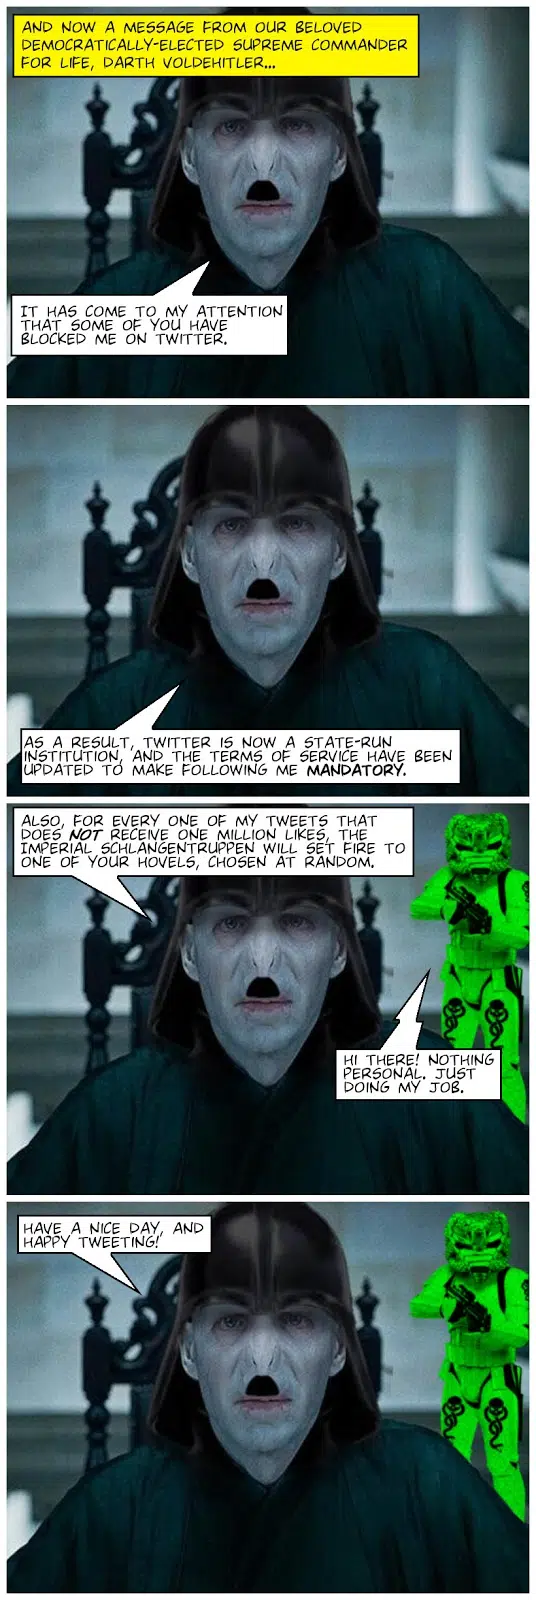 AND NOW A MESSAGE FROM OUR BELOVED
DEMOCRATICALLY-ELECTED SUPREME COMMANDER
FOR LIFE, DARTH VOLDEHITLER...
IT HAS COME TO MY ATTENTION
THAT SOME OF YOU HAVE
BLOCKED ME ON TWITTER.
AS A RESULT, TWITTER IS NOW A STATE-RUN
INSTITUTION, AND THE TERMS OF SERVICE HAVE BEEN
UPDATED TO MAKE FOLLOWING ME MANDATORY.
ALSO, FOR EVERY ONE OF MY TWEETS THAT
DOES NOT RECEIVE ONE MILLION LIKES, THE
IMPERIAL SCHLANGENTRUPPEN WILL SET FIRE TO
ONE OF YOUR HOVELS, CHOSEN AT RANDOM.
HI THERE! NOTHING
PERSONAL. JUST
DOING MY JOB.
HAVE A NICE DAY, AND
HAPPY TWEETING!